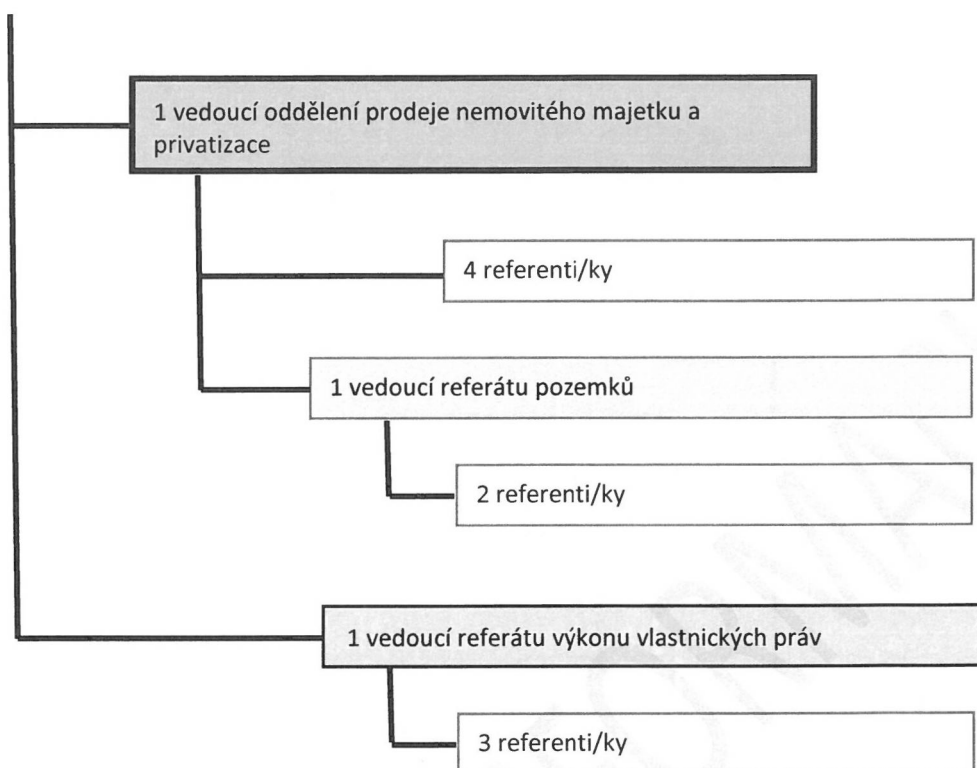 1 vedoucí oddělení prodeje nemovitého majetku a
privatizace
4 referenti/ky
1 vedoucí referátu pozemků
2 referenti/ky
1 vedoucí referátu výkonu vlastnických práv
3 referenti/ky